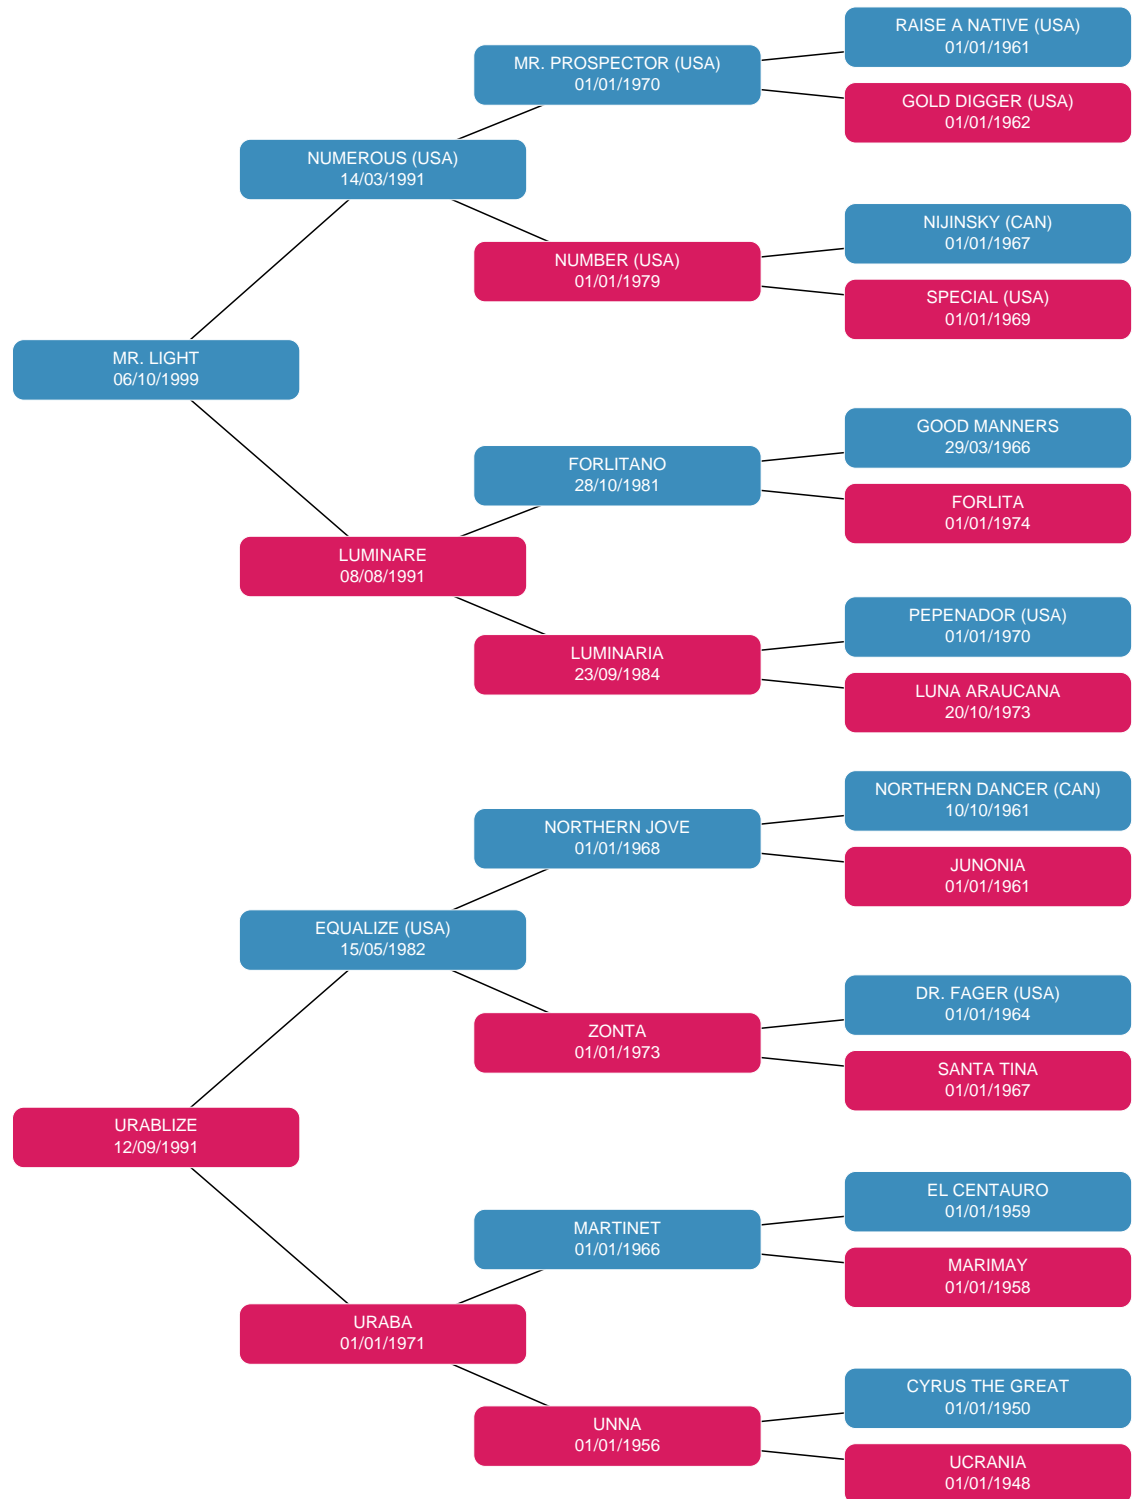 RAISE A NATIVE (USA)
01/01/1961
MR. PROSPECTOR (USA)
01/01/1970
GOLD DIGGER (USA)
01/01/1962
NUMEROUS (USA)
14/03/1991
NIJINSKY (CAN)
01/01/1967
NUMBER (USA)
01/01/1979
SPECIAL (USA)
01/01/1969
MR. LIGHT
06/10/1999
GOOD MANNERS
29/03/1966
FORLITANO
28/10/1981
FORLITA
01/01/1974
LUMINARE
08/08/1991
PEPENADOR (USA)
01/01/1970
LUMINARIA
23/09/1984
LUNA ARAUCANA
20/10/1973
NORTHERN DANCER (CAN)
10/10/1961
NORTHERN JOVE
01/01/1968
JUNONIA
01/01/1961
EQUALIZE (USA)
15/05/1982
DR. FAGER (USA)
01/01/1964
ZONTA
01/01/1973
SANTA TINA
01/01/1967
URABLIZE
12/09/1991
EL CENTAURO
01/01/1959
MARTINET
01/01/1966
MARIMAY
01/01/1958
URABA
01/01/1971
CYRUS THE GREAT
01/01/1950
UNNA
01/01/1956
UCRANIA
01/01/1948